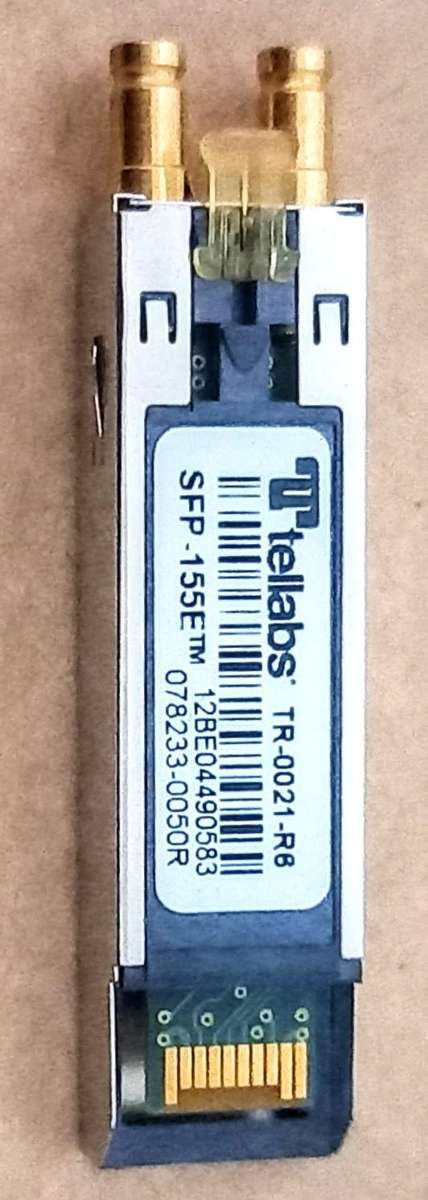 tellabs® TR-0021-R6
SFP-155E™ 12BE04490583
078233-0050R